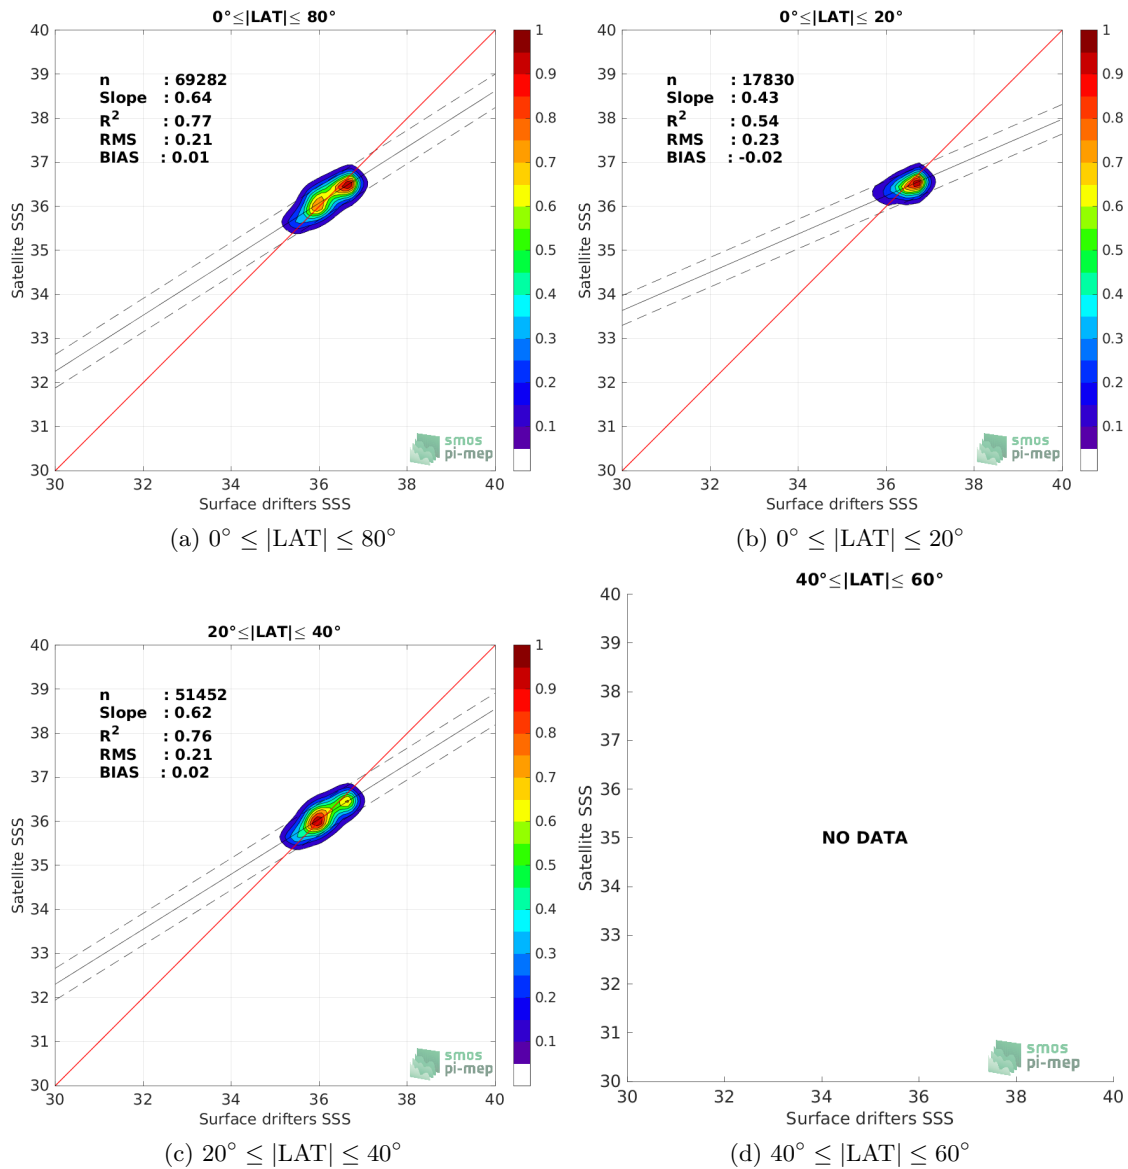 0°≤|LAT|≤ 80°
40
39
38
37
36
35
34
33
32
31
30
Satellite SSS
n : 69282
Slope : 0.64
R2 : 0.77
RMS : 0.21
BIAS : 0.01
1
0.9
0.8
0.7
0.6
0.5
0.4
0.3
0.2
0.1
smos
pi-mep
30 32 34 36 38 40
Surface drifters SSS
(a) 0° ≤ |LAT| ≤ 80°
0°≤|LAT|≤ 20°
40
39
38
37
36
35
34
33
32
31
30
Satellite SSS
n : 17830
Slope : 0.43
R2 : 0.54
RMS : 0.23
BIAS : -0.02
1
0.9
0.8
0.7
0.6
0.5
0.4
0.3
0.2
0.1
smos
pi-mep
30 32 34 36 38 40
Surface drifters SSS
(b) 0° ≤ |LAT| ≤ 20°
20°≤|LAT|≤ 40°
40
39
38
37
36
35
34
33
32
31
30
Satellite SSS
n : 51452
Slope : 0.62
R2 : 0.76
RMS : 0.21
BIAS : 0.02
1
0.9
0.8
0.7
0.6
0.5
0.4
0.3
0.2
0.1
smos
pi-mep
30 32 34 36 38 40
Surface drifters SSS
(c) 20° ≤ |LAT| ≤ 40°
40°≤|LAT|≤ 60°
40
39
38
37
36
35
34
33
32
31
30
Satellite SSS
NO DATA
smos
pi-mep
30 32 34 36 38 40
Surface drifters SSS
(d) 40° ≤ |LAT| ≤ 60°